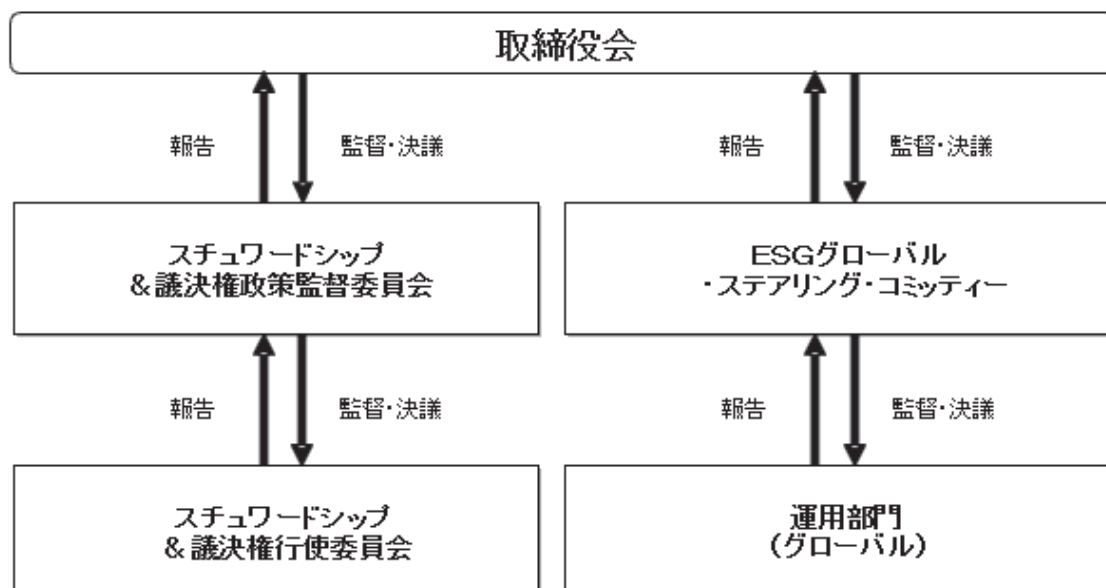 取締役会
報告
監督・決議
報告
監督・決議
スチュワードシップ
＆議決権政策監督委員会
ESGグローバル
・ステアリング・コミッティー
報告
監督・決議
報告
監督・決議
スチュワードシップ
＆議決権行使委員会
運用部門
（グローバル）